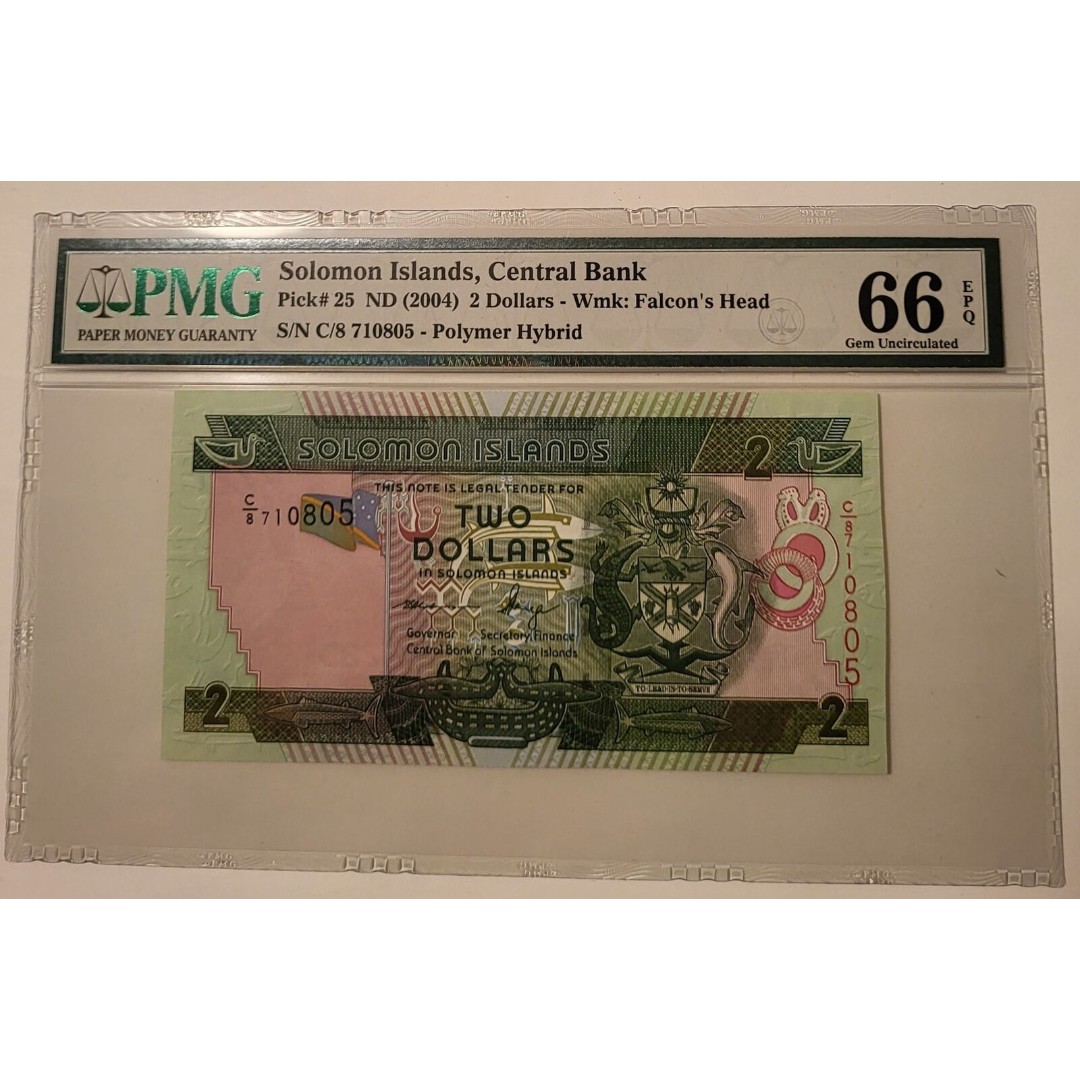 PMG
PAPER MONEY GUARANTY
Solomon Islands, Central Bank
Pick# 25 ND (2004) 2 Dollars - Wmk: Falcon's Head
S/N C/8 710805 - Polymer Hybrid
66
EPQ
Gem Uncirculated
SOLOMON ISLANDS
2
C/8 710805
THIS NOTE IS LEGAL TENDER FOR
TWO
DOLLARS
IN SOLOMON ISLANDS
C/8 710805
Governor Secretary Finance
Central Bank of Solomon Islands
TO·LEAD·IS·TO·SERVE
2
2